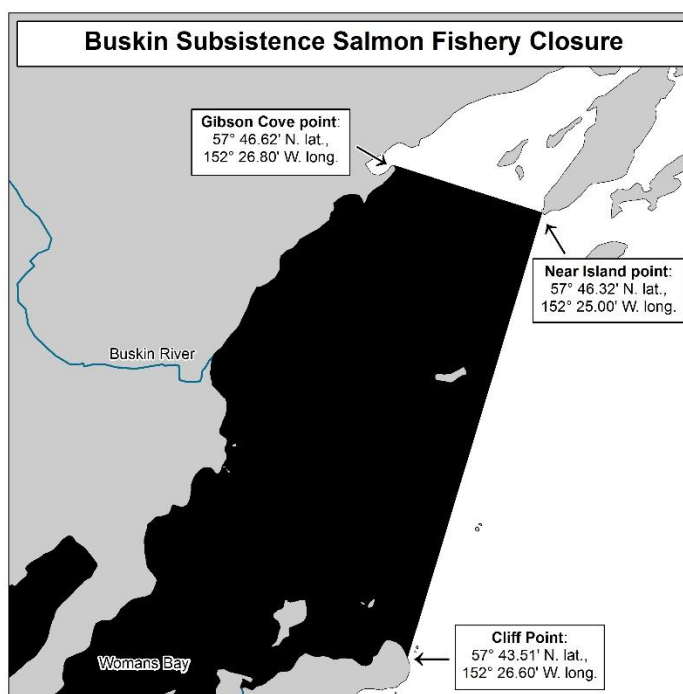 Buskin Subsistence Salmon Fishery Closure
Gibson Cove point:
57° 46.62' N. lat.,
152° 26.80' W. long.
Near Island point:
57° 46.32' N. lat.,
152° 25.00' W. long.
Buskin River
Cliff Point:
57° 43.51' N. lat.,
152° 26.60' W. long.
Womans Bay